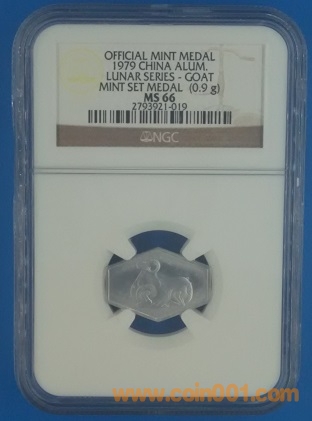 OFFICIAL MINT MEDAL
1979 CHINA ALUM.
LUNAR SERIES - GOAT
MINT SET MEDAL (0.9 g)
MS 66
2793921-019
NGC
www.coin001.com